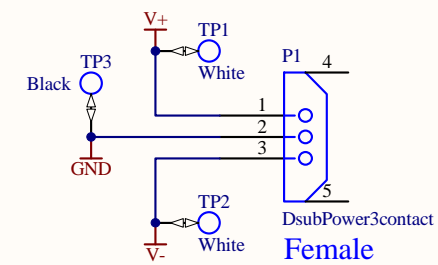 V+
TP1
White
TP3
Black
GND
P1
4
1
2
3
5
TP2
White
V-
DsubPower3contact
Female